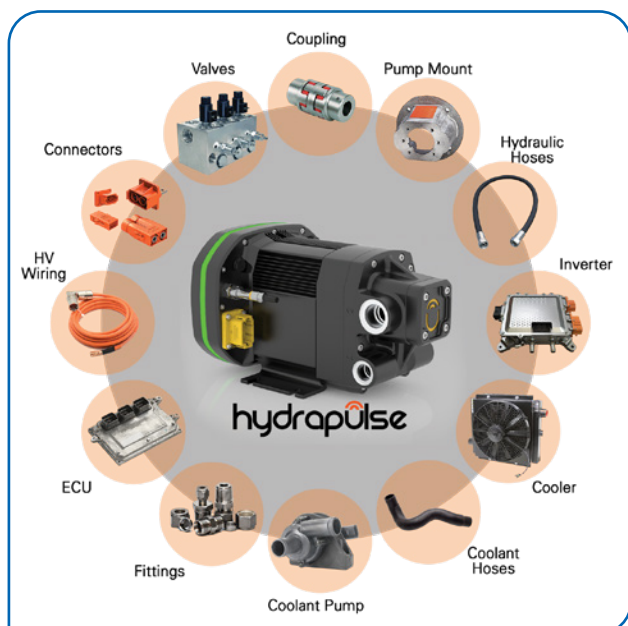 Coupling
Valves
Pump Mount
Connectors
Hydraulic
Hoses
HV
Wiring
Inverter
hydrapulse
ECU
Cooler
Fittings
Coolant
Hoses
Coolant Pump